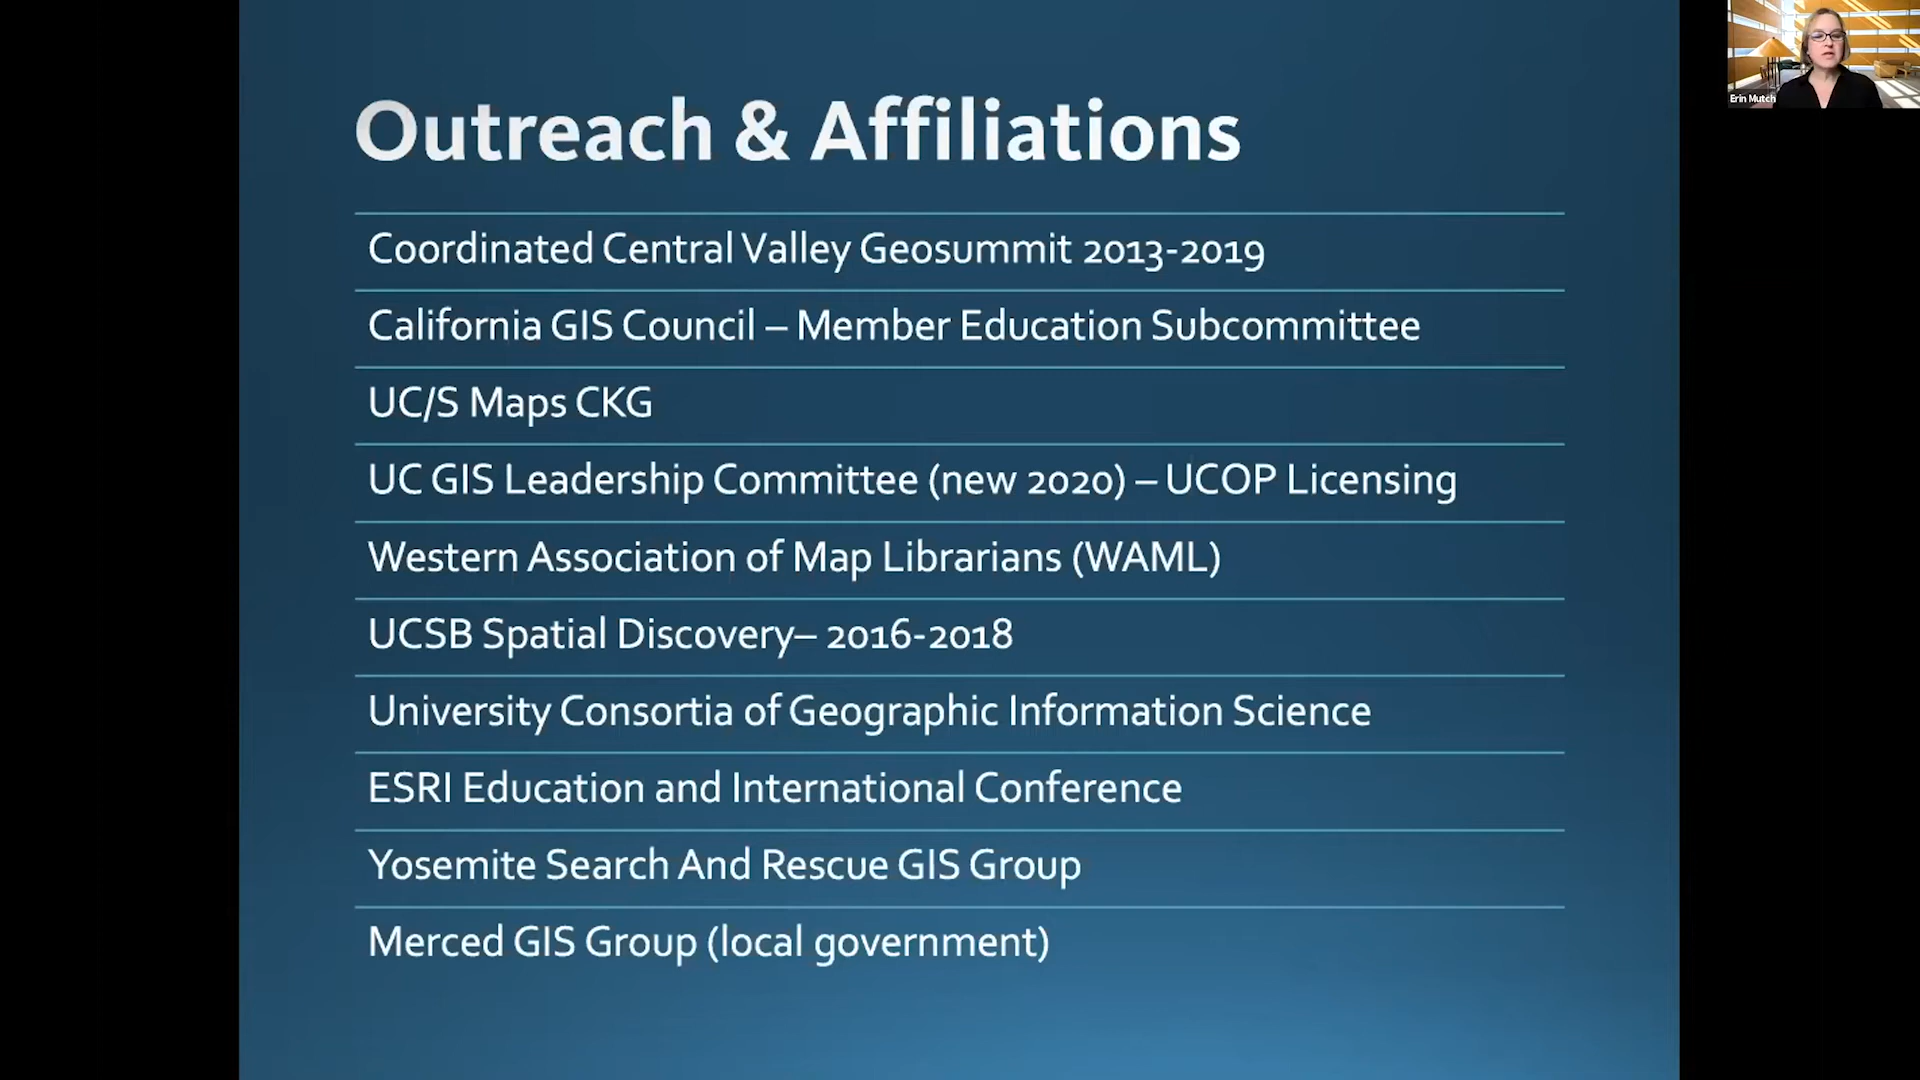 Outreach & Affiliations
Coordinated Central Valley Geosummit 2013-2019
California GIS Council – Member Education Subcommittee
UC/S Maps CKG
UC GIS Leadership Committee (new 2020) – UCOP Licensing
Western Association of Map Librarians (WAML)
UCSB Spatial Discovery– 2016-2018
University Consortia of Geographic Information Science
ESRI Education and International Conference
Yosemite Search And Rescue GIS Group
Merced GIS Group (local government)
Erin Mutch